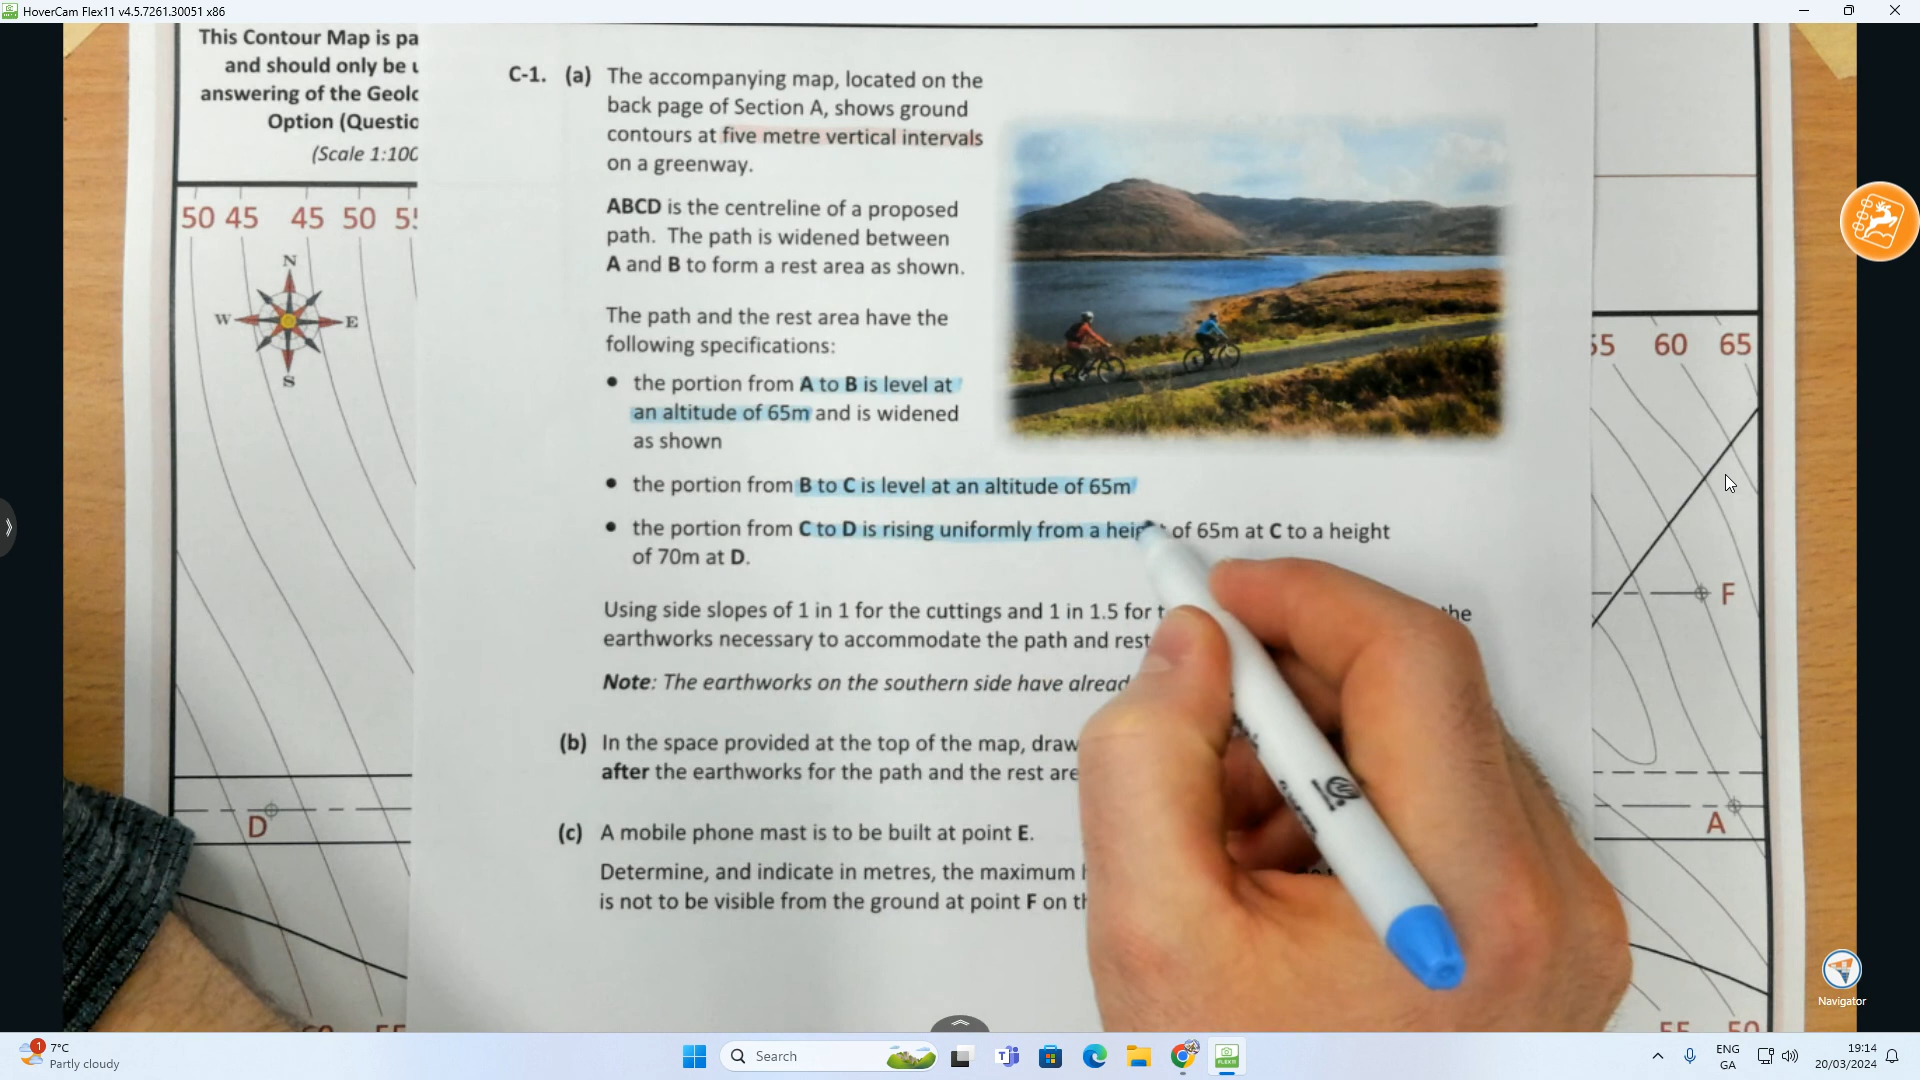 HoverCam Flex11 v4.5.7261.30051 x86
This Contour Map is pa
and should only be u
answering of the Geolo
Option (Questio
(Scale 1:100
50 45 45 50 55
N
W E
S
D
C-1. (a) The accompanying map, located on the
back page of Section A, shows ground
contours at five metre vertical intervals
on a greenway.
ABCD is the centreline of a proposed
path. The path is widened between
A and B to form a rest area as shown.
The path and the rest area have the
following specifications:
• the portion from A to B is level at
an altitude of 65m and is widened
as shown
• the portion from B to C is level at an altitude of 65m
• the portion from C to D is rising uniformly from a height of 65m at C to a height
of 70m at D.
Using side slopes of 1 in 1 for the cuttings and 1 in 1.5 for t the
earthworks necessary to accommodate the path and rest
Note: The earthworks on the southern side have alread
(b) In the space provided at the top of the map, draw
after the earthworks for the path and the rest are
(c) A mobile phone mast is to be built at point E.
Determine, and indicate in metres, the maximum h
is not to be visible from the ground at point F on th
55 60 65
F
A
55 50
Navigator
1
7°C
Partly cloudy
Search
ENG
GA
19:14
20/03/2024